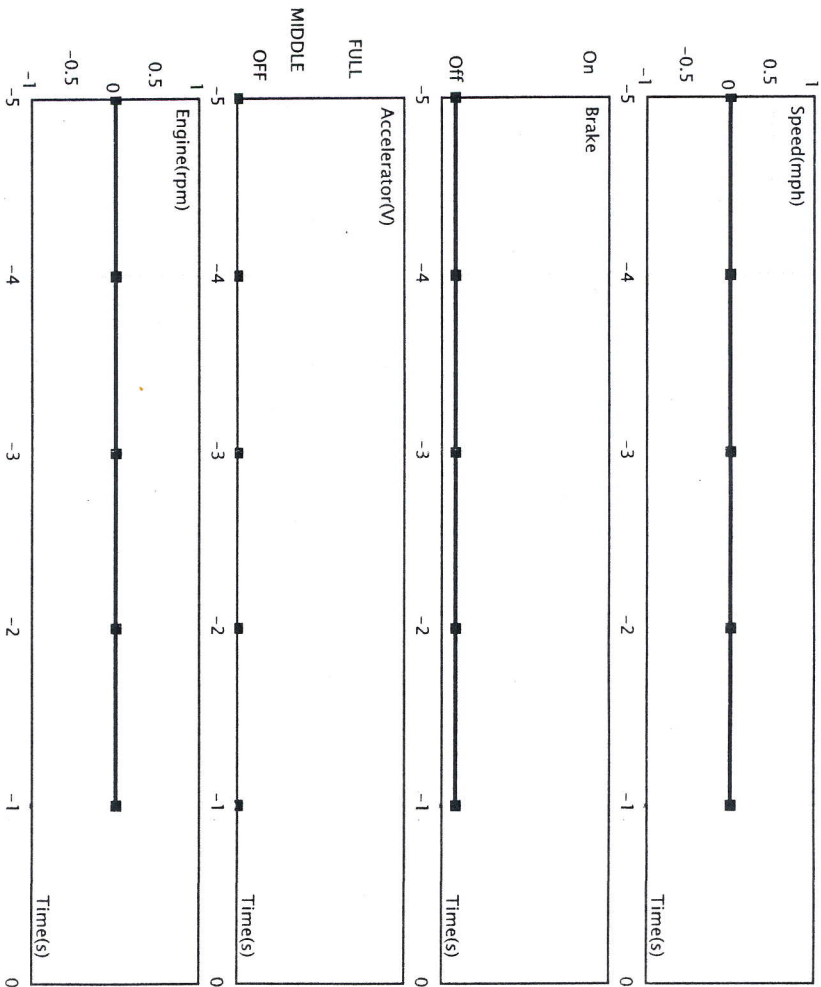 1
Speed(mph)
0.5
0
-0.5
-1
Time(s)
-5 -4 -3 -2 -1 0
Brake
On
Off
Time(s)
-5 -4 -3 -2 -1 0
Accelerator(V)
FULL
MIDDLE
OFF
Time(s)
-5 -4 -3 -2 -1 0
1
Engine(rpm)
0.5
0
-0.5
-1
Time(s)
-5 -4 -3 -2 -1 0